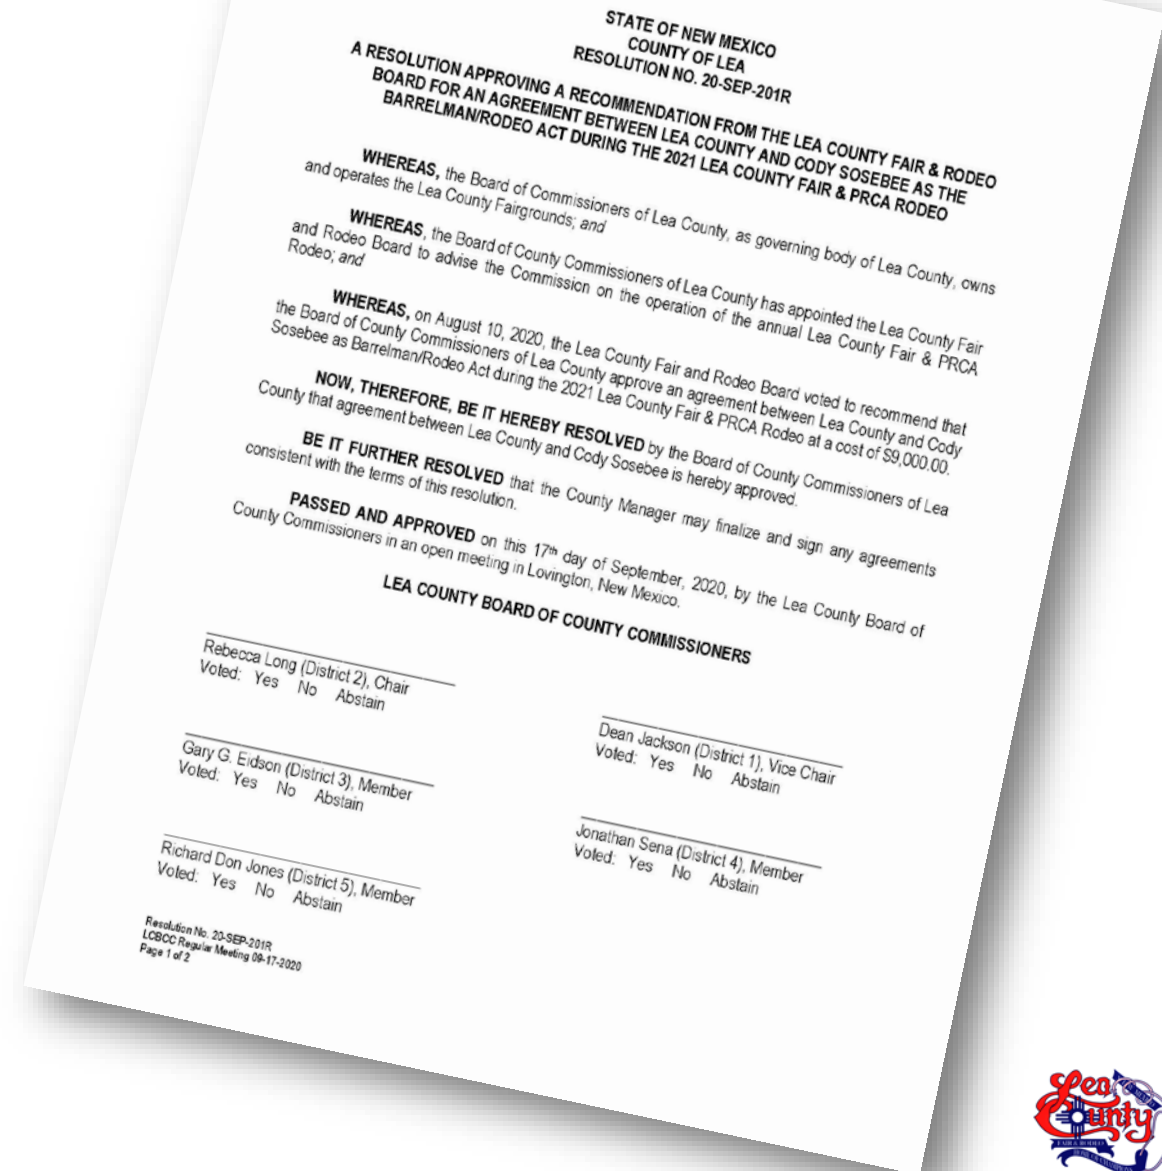 STATE OF NEW MEXICO
COUNTY OF LEA
RESOLUTION NO. 20-SEP-201R
A RESOLUTION APPROVING A RECOMMENDATION FROM THE LEA COUNTY FAIR & RODEO
BOARD FOR AN AGREEMENT BETWEEN LEA COUNTY AND CODY SOSEBEE AS THE
BARRELMAN/RODEO ACT DURING THE 2021 LEA COUNTY FAIR & PRCA RODEO
WHEREAS, the Board of Commissioners of Lea County, as governing body of Lea County, owns
and operates the Lea County Fairgrounds; and
WHEREAS, the Board of County Commissioners of Lea County has appointed the Lea County Fair
and Rodeo Board to advise the Commission on the operation of the annual Lea County Fair & PRCA
Rodeo; and
WHEREAS, on August 10, 2020, the Lea County Fair and Rodeo Board voted to recommend that
the Board of County Commissioners of Lea County approve an agreement between Lea County and Cody
Sosebee as Barrelman/Rodeo Act during the 2021 Lea County Fair & PRCA Rodeo at a cost of $9,000.00.
NOW, THEREFORE, BE IT HEREBY RESOLVED by the Board of County Commissioners of Lea
County that agreement between Lea County and Cody Sosebee is hereby approved.
BE IT FURTHER RESOLVED that the County Manager may finalize and sign any agreements
consistent with the terms of this resolution.
PASSED AND APPROVED on this 17th day of September, 2020, by the Lea County Board of
County Commissioners in an open meeting in Lovington, New Mexico.
LEA COUNTY BOARD OF COUNTY COMMISSIONERS
Rebecca Long (District 2), Chair
Voted: Yes No Abstain
Dean Jackson (District 1), Vice Chair
Voted: Yes No Abstain
Gary G. Eidson (District 3), Member
Voted: Yes No Abstain
Jonathan Sena (District 4), Member
Voted: Yes No Abstain
Richard Don Jones (District 5), Member
Voted: Yes No Abstain
Resolution No. 20-SEP-201R
LCBCC Regular Meeting 09-17-2020
Page 1 of 2
Lea
County
FAIR & RODEO